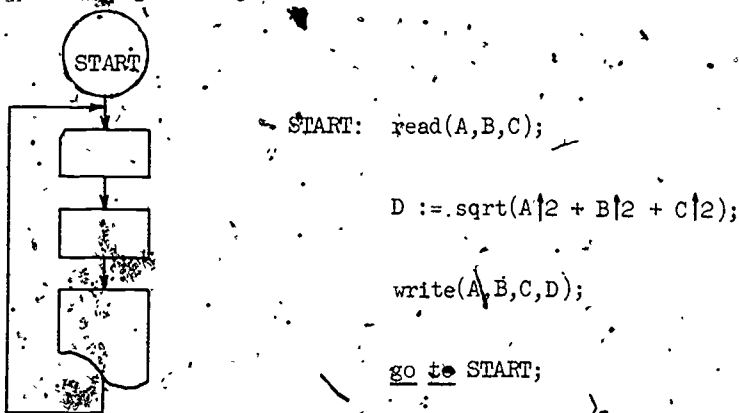 START
START: read(A,B,C);
D := sqrt(A↑2 + B↑2 + C↑2);
write(A,B,C,D);
go to START;